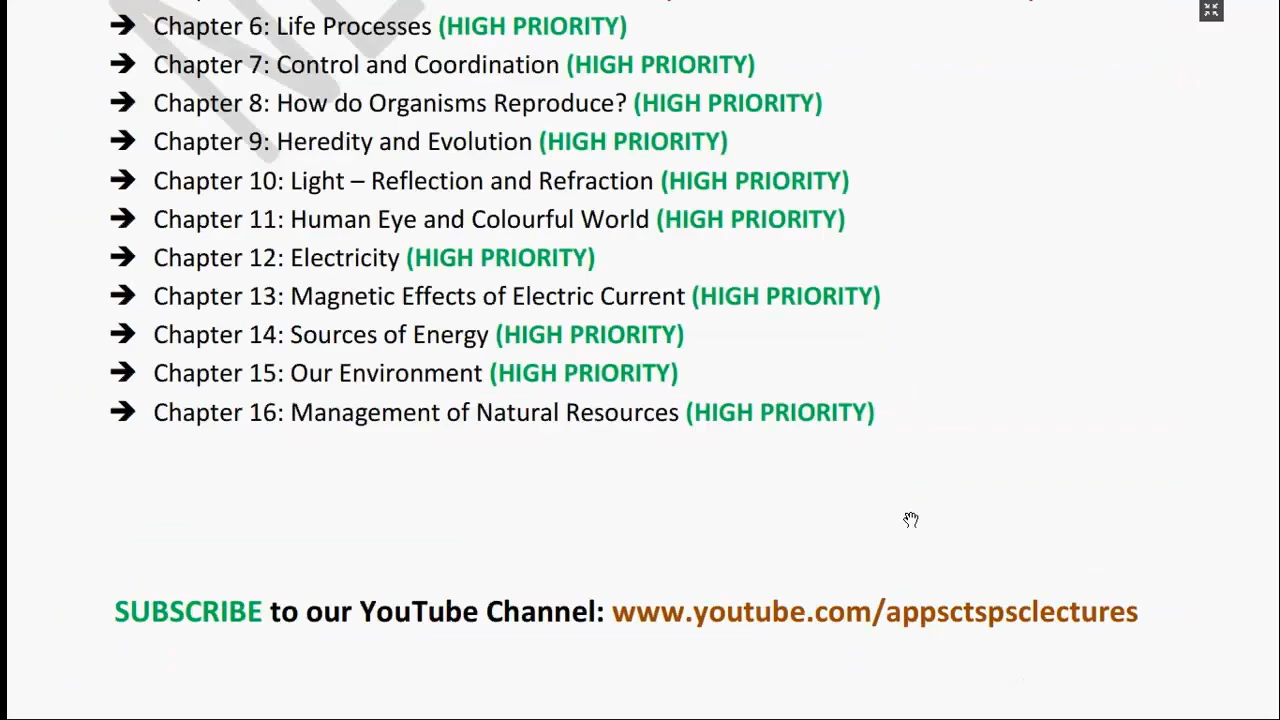 ➔ Chapter 6: Life Processes (HIGH PRIORITY)
➔ Chapter 7: Control and Coordination (HIGH PRIORITY)
➔ Chapter 8: How do Organisms Reproduce? (HIGH PRIORITY)
➔ Chapter 9: Heredity and Evolution (HIGH PRIORITY)
➔ Chapter 10: Light – Reflection and Refraction (HIGH PRIORITY)
➔ Chapter 11: Human Eye and Colourful World (HIGH PRIORITY)
➔ Chapter 12: Electricity (HIGH PRIORITY)
➔ Chapter 13: Magnetic Effects of Electric Current (HIGH PRIORITY)
➔ Chapter 14: Sources of Energy (HIGH PRIORITY)
➔ Chapter 15: Our Environment (HIGH PRIORITY)
➔ Chapter 16: Management of Natural Resources (HIGH PRIORITY)
SUBSCRIBE to our YouTube Channel: www.youtube.com/appsctspsclectures